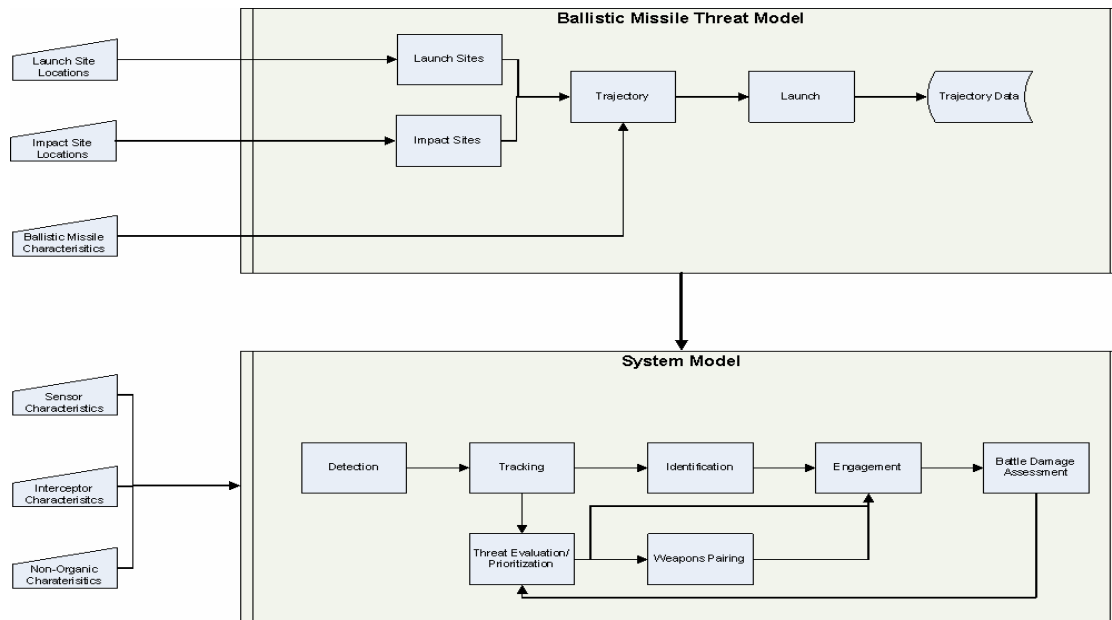 Ballistic Missile Threat Model
Launch Site
Locations
Launch Sites
Trajectory
Launch
Trajectory Data
Impact Site
Locations
Impact Sites
Ballistic Missile
Characterisitics
System Model
Sensor
Characteristics
Detection
Tracking
Identification
Engagement
Battle Damage
Assessment
Interceptor
Characterisitcs
Threat Evaluation/
Prioritization
Weapons Pairing
Non-Organic
Charateristics